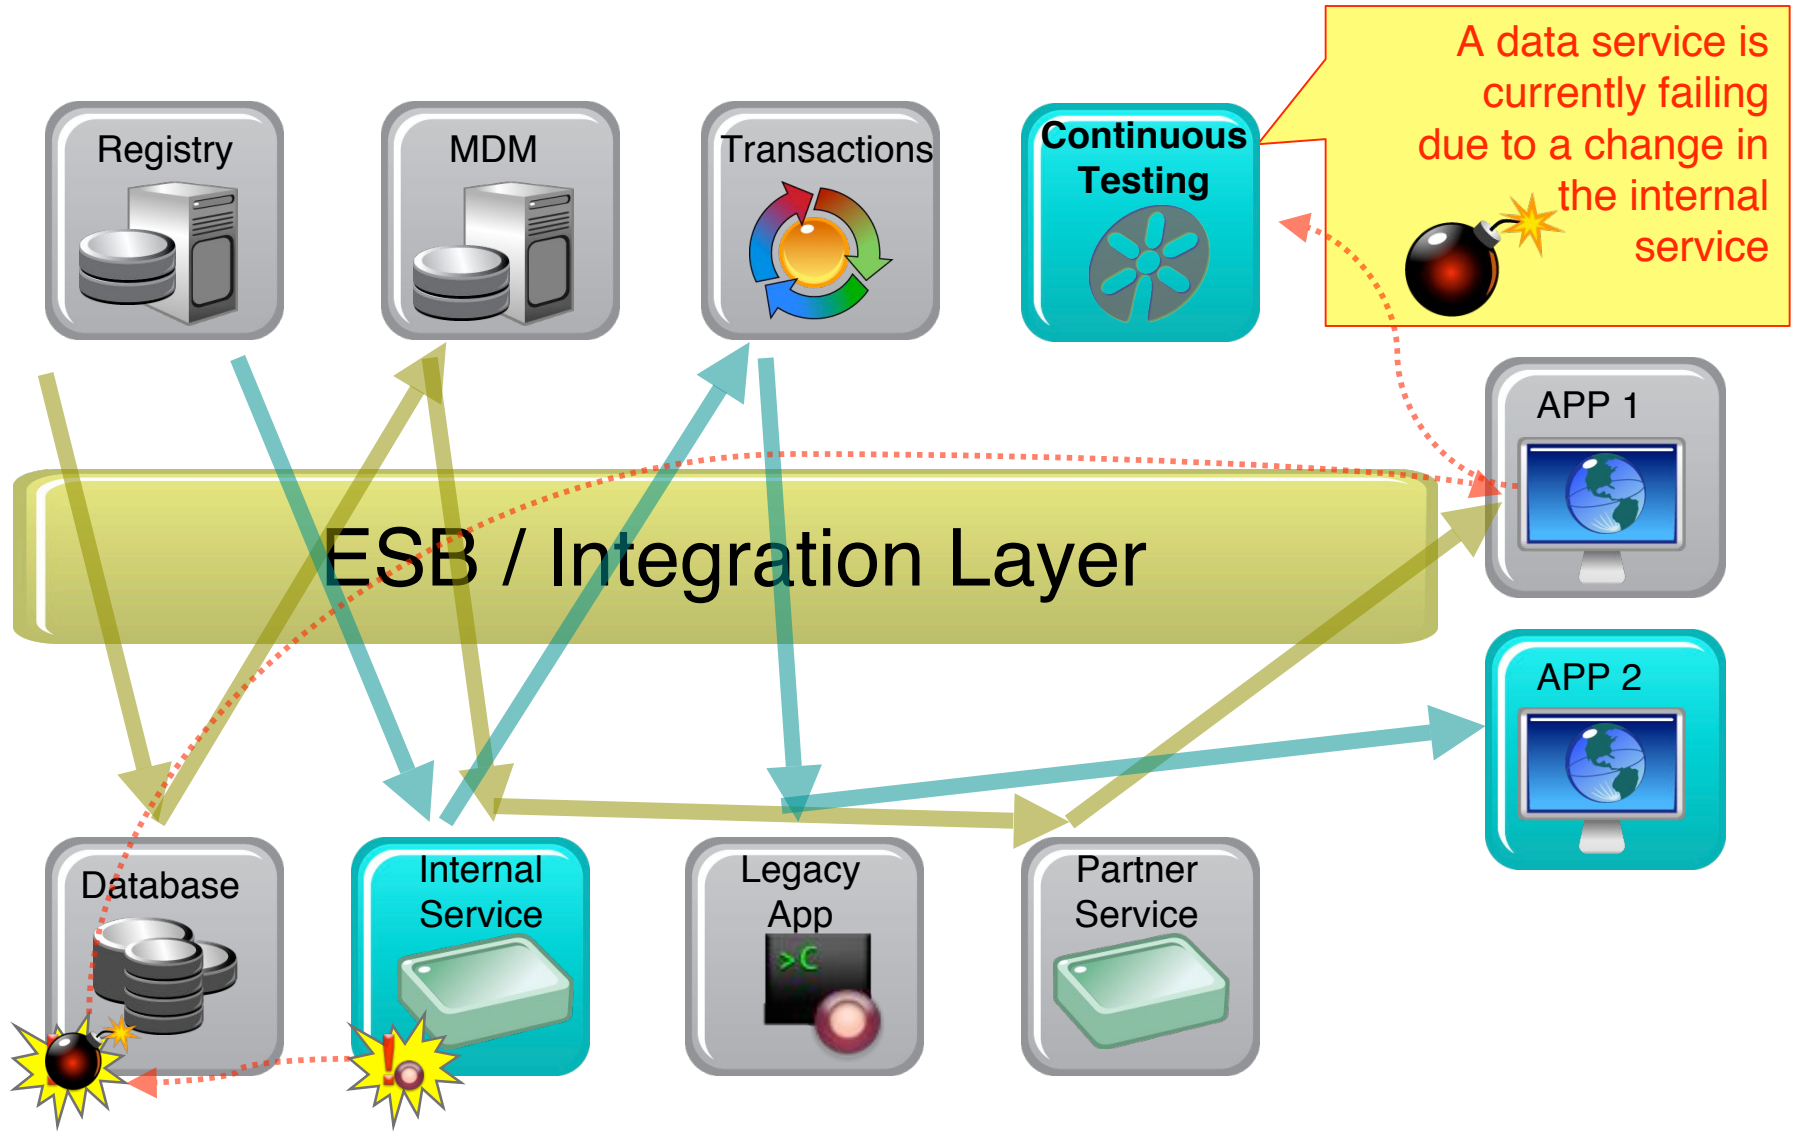 A data service is
currently failing
due to a change in
the internal
service
Registry
MDM
Transactions
Continuous
Testing
APP 1
ESB / Integration Layer
APP 2
Database
Internal
Service
Legacy
App
>C
Partner
Service